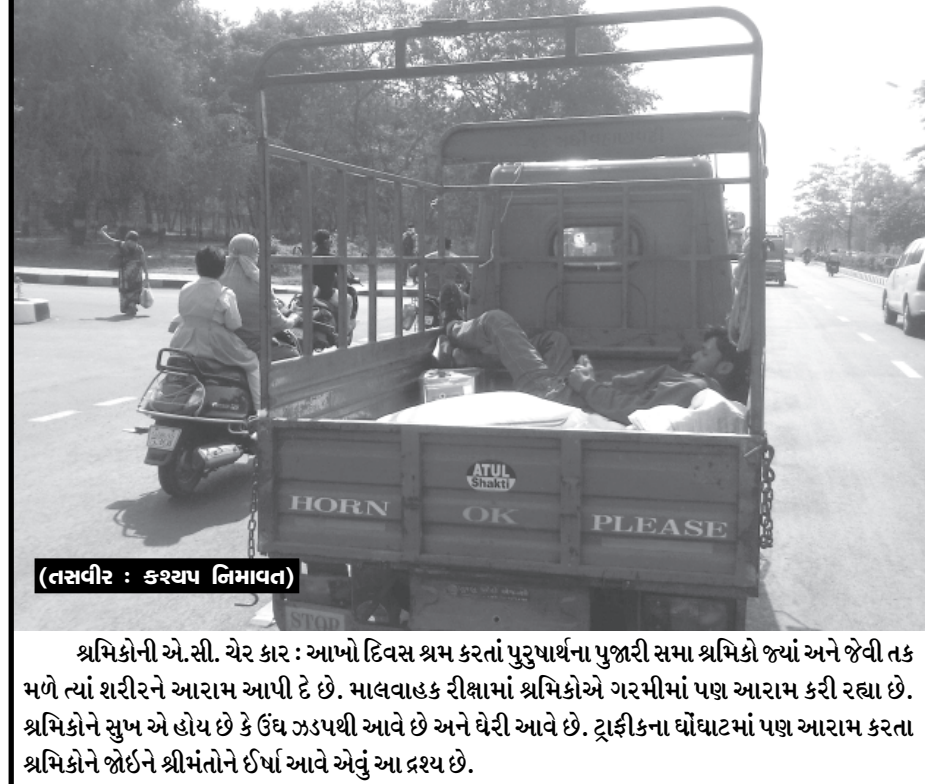 ATUL
Shakti
HORN OK PLEASE
(તસવીર : કશ્યપ નિમાવત)
STOP
શ્રમિકોની એ.સી. ચેર કાર : આખો દિવસ શ્રમ કરતાં પુરુષાર્થના પુજારી સમા શ્રમિકો જ્યાં અને જેવી તક
મળે ત્યાં શરીરને આરામ આપી દે છે. માલવાહક રીક્ષામાં શ્રમિકોએ ગરમીમાં પણ આરામ કરી રહ્યા છે.
શ્રમિકોને સુખ એ હોય છે કે ઉંઘ ઝડપથી આવે છે અને ઘેરી આવે છે. ટ્રાફીકના ઘોંઘાટમાં પણ આરામ કરતા
શ્રમિકોને જોઇને શ્રીમંતોને ઈર્ષા આવે એવું આ દ્રશ્ય છે.